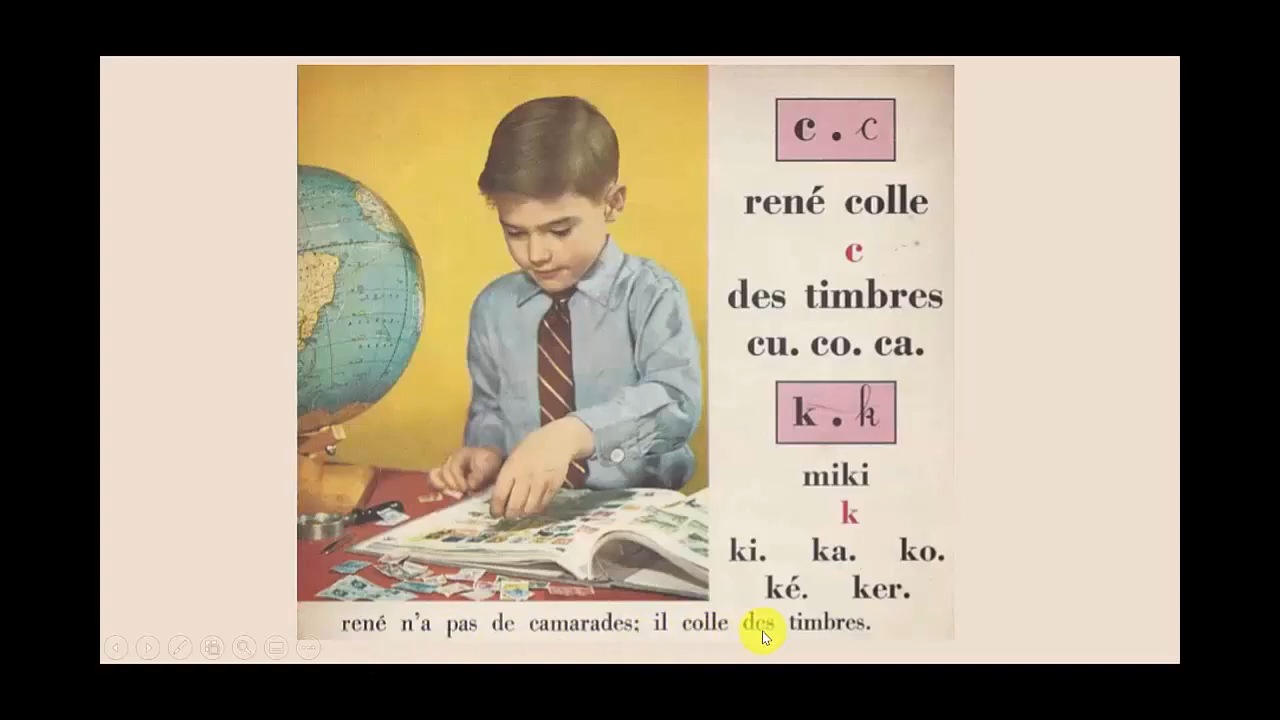 c . c
rené colle
c
des timbres
cu. co. ca.
k . k
miki
k
ki. ka. ko.
ké. ker.
rené n'a pas de camarades; il colle des timbres.